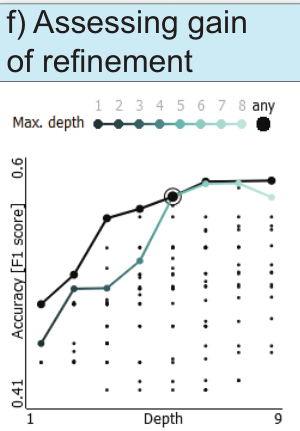 f) Assessing gain
of refinement
1 2 3 4 5 6 7 8 any
Max. depth
0.6
Accuracy [F1 score]
0.41
1 Depth 9